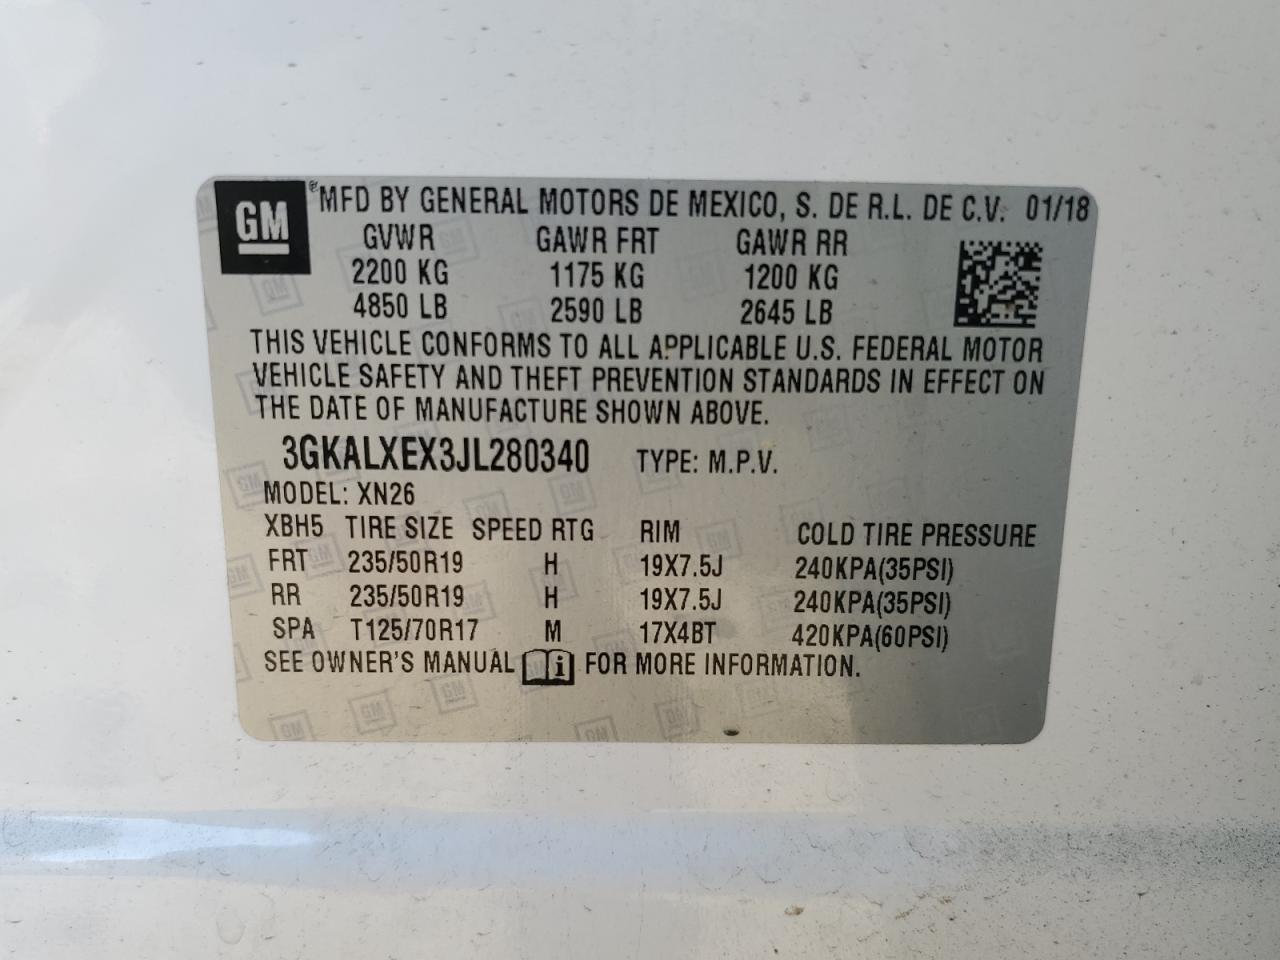 GM ® MFD BY GENERAL MOTORS DE MEXICO, S. DE R.L. DE C.V. 01/18
GVWR GAWR FRT GAWR RR
2200 KG 1175 KG 1200 KG
4850 LB 2590 LB 2645 LB
THIS VEHICLE CONFORMS TO ALL APPLICABLE U.S. FEDERAL MOTOR
VEHICLE SAFETY AND THEFT PREVENTION STANDARDS IN EFFECT ON
THE DATE OF MANUFACTURE SHOWN ABOVE.
3GKALXEX3JL280340 TYPE: M.P.V.
MODEL: XN26
XBH5 TIRE SIZE SPEED RTG RIM COLD TIRE PRESSURE
FRT 235/50R19 H 19X7.5J 240KPA(35PSI)
RR 235/50R19 H 19X7.5J 240KPA(35PSI)
SPA T125/70R17 M 17X4BT 420KPA(60PSI)
SEE OWNER'S MANUAL i FOR MORE INFORMATION.